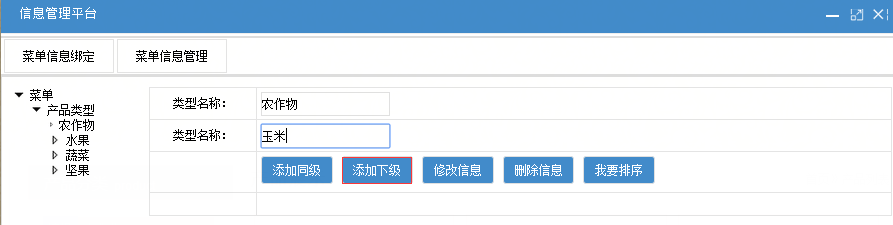 信息管理平台
菜单信息绑定 菜单信息管理
菜单
产品类型
农作物
水果
蔬菜
坚果
类型名称： 农作物
类型名称： 玉米
添加同级 添加下级 修改信息 删除信息 我要排序